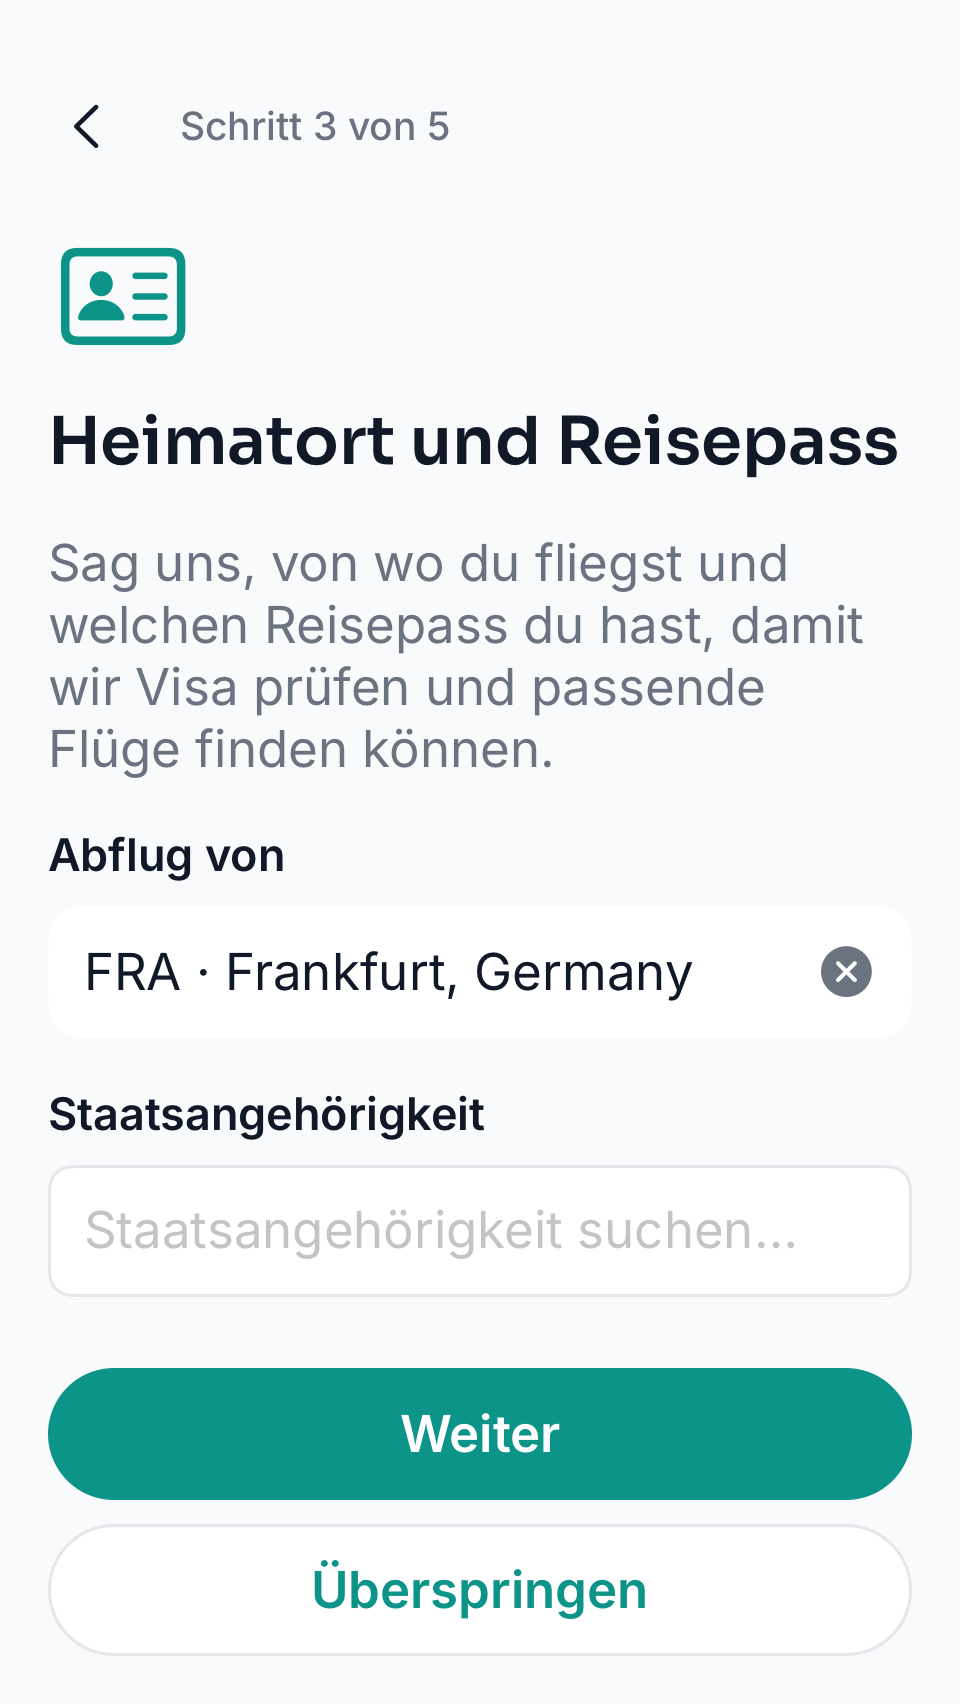 Schritt 3 von 5
Heimatort und Reisepass
Sag uns, von wo du fliegst und
welchen Reisepass du hast, damit
wir Visa prüfen und passende
Flüge finden können.
Abflug von
FRA · Frankfurt, Germany
Staatsangehörigkeit
Staatsangehörigkeit suchen...
Weiter
Überspringen